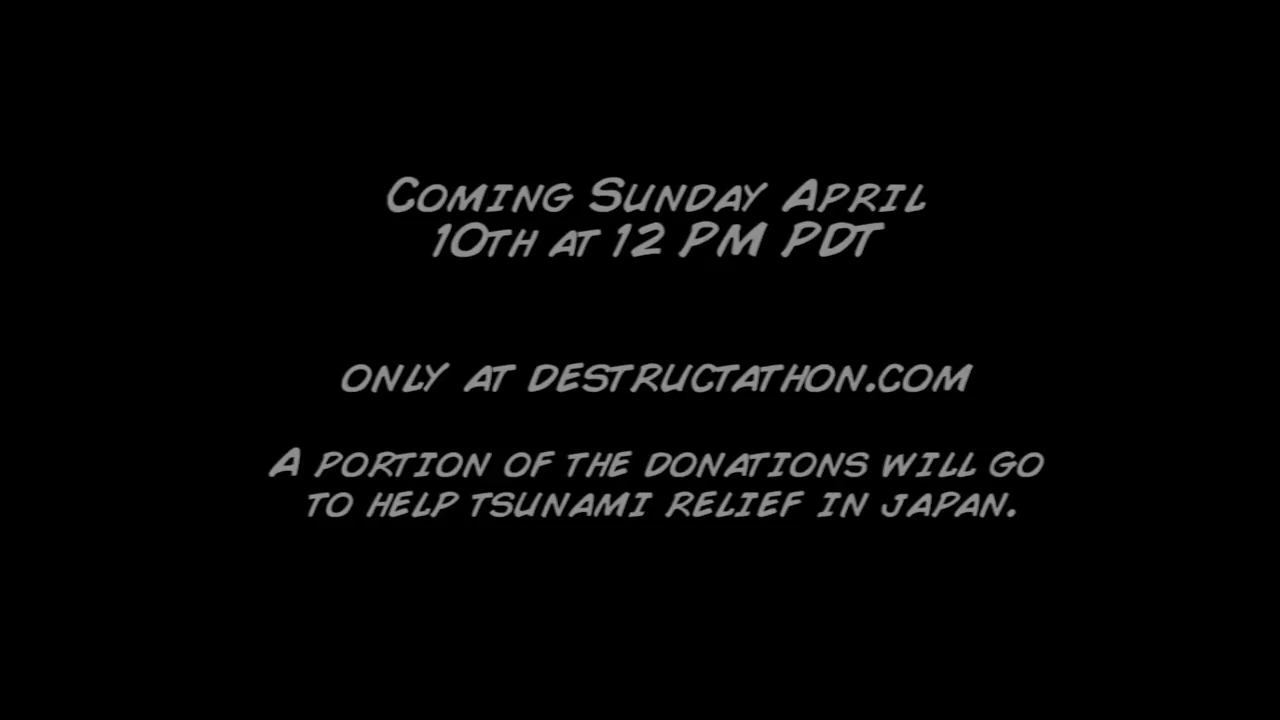 Coming Sunday April
10th at 12 PM PDT
only at destructathon.com
A portion of the donations will go
to help tsunami relief in japan.